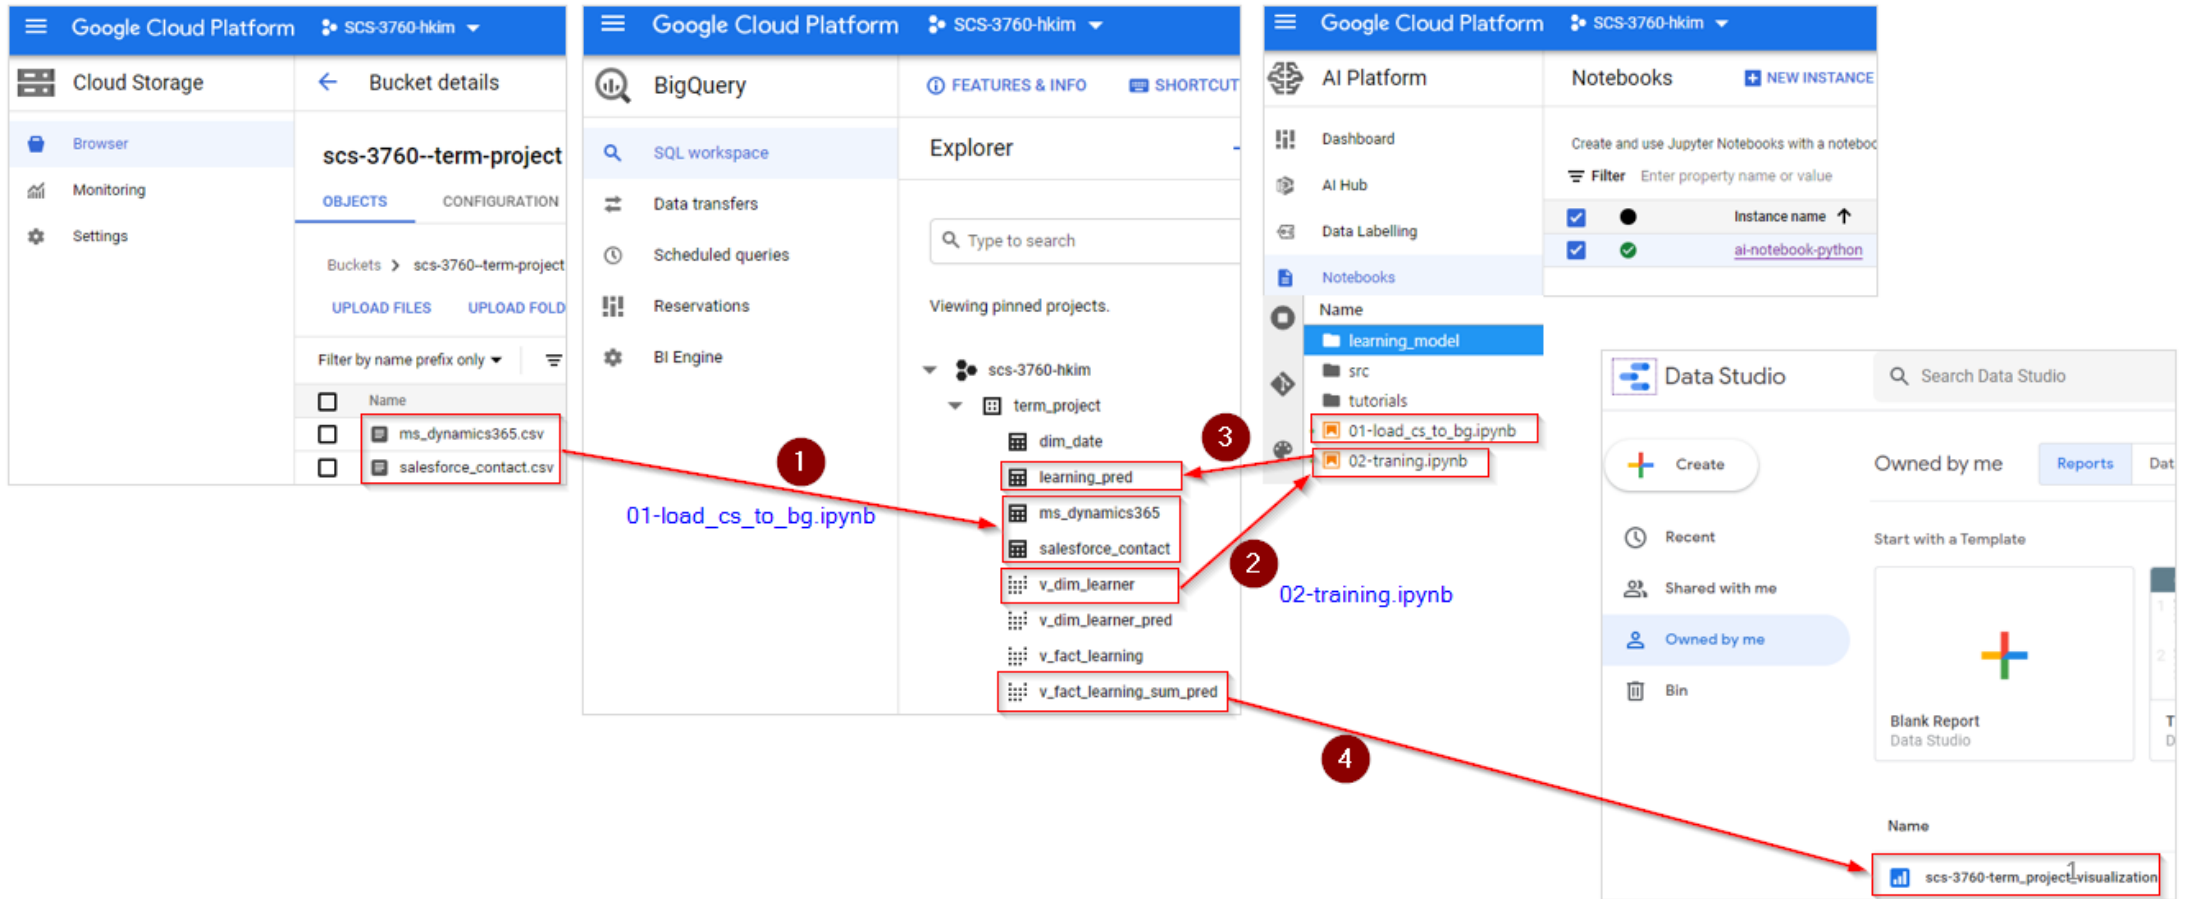 Google Cloud Platform
SCS-3760-hkim
Cloud Storage
Bucket details
Browser
Monitoring
Settings
scs-3760--term-project
OBJECTS
CONFIGURATION
Buckets > scs-3760--term-project
UPLOAD FILES
UPLOAD FOLD
Filter by name prefix only
Name
ms_dynamics365.csv
salesforce_contact.csv
1
01-load_cs_to_bg.ipynb
Google Cloud Platform
SCS-3760-hkim
BigQuery
FEATURES & INFO
SHORTCUT
SQL workspace
Data transfers
Scheduled queries
Reservations
BI Engine
Explorer
Type to search
Viewing pinned projects.
scs-3760-hkim
term_project
dim_date
learning_pred
ms_dynamics365
salesforce_contact
v_dim_learner
v_dim_learner_pred
v_fact_learning
v_fact_learning_sum_pred
3
2
02-training.ipynb
4
Google Cloud Platform
SCS-3760-hkim
AI Platform
Notebooks
NEW INSTANCE
Dashboard
AI Hub
Data Labelling
Notebooks
Create and use Jupyter Notebooks with a noteboo
Filter Enter property name or value
Instance name
ai-notebook-python
Name
learning_model
src
tutorials
01-load_cs_to_bg.ipynb
02-traning.ipynb
Data Studio
Search Data Studio
Create
Owned by me
Reports
Dat
Recent
Shared with me
Owned by me
Bin
Start with a Template
1
2
Blank Report
Data Studio
T
D
Name
scs-3760-term_project_visualization
1